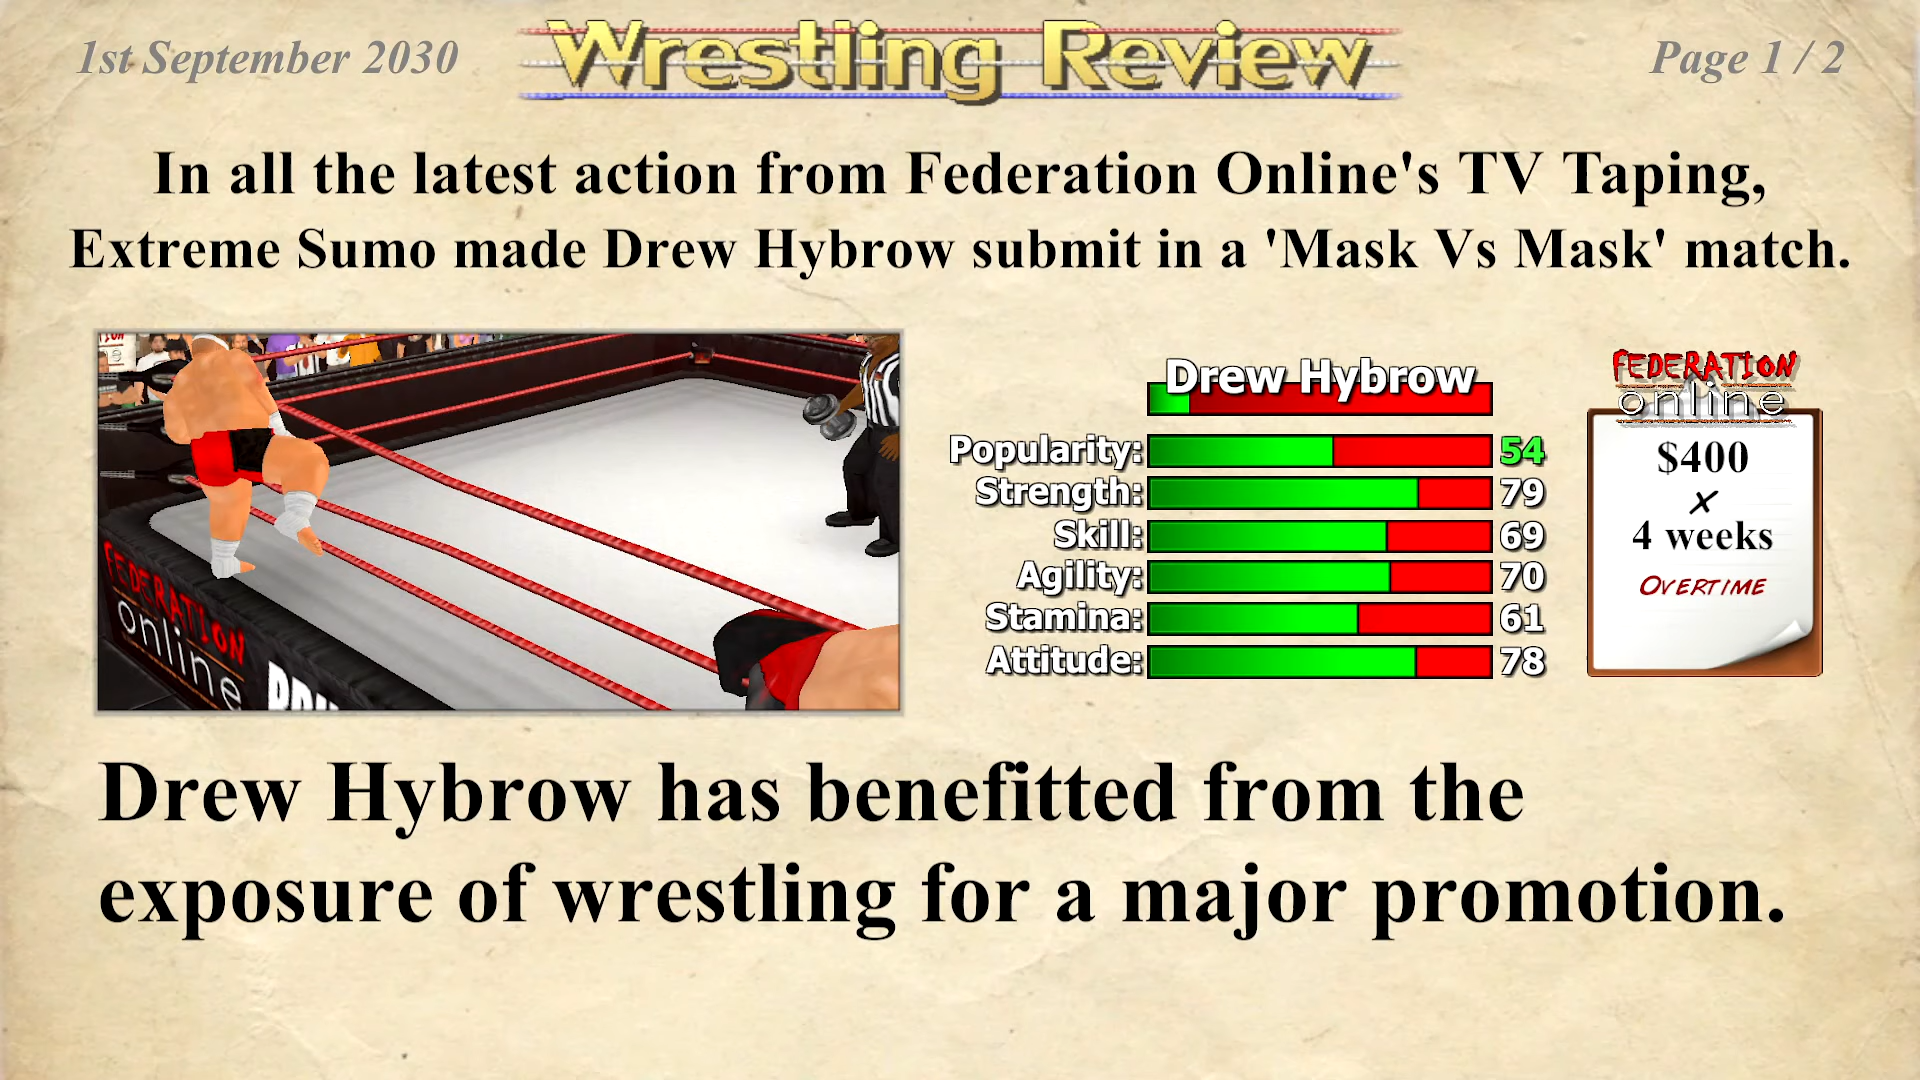 1st September 2030
Wrestling Review
Page 1 / 2
In all the latest action from Federation Online's TV Taping,
Extreme Sumo made Drew Hybrow submit in a 'Mask Vs Mask' match.
FEDERATION
online
Drew Hybrow
Popularity: 54
Strength: 79
Skill: 69
Agility: 70
Stamina: 61
Attitude: 78
FEDERATION
online
$400
x
4 weeks
OVERTIME
Drew Hybrow has benefitted from the
exposure of wrestling for a major promotion.